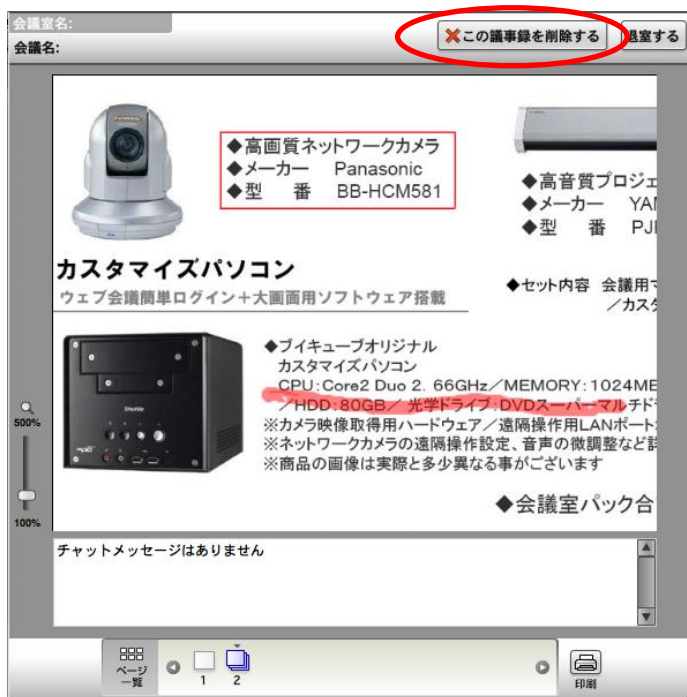 会議室名:
会議名:
この議事録を削除する
退室する
◆高画質ネットワークカメラ
◆メーカー Panasonic
◆型 番 BB-HCM581
◆高音質プロジェ
◆メーカー YAM
◆型 番 PJP
カスタマイズパソコン
ウェブ会議簡単ログイン+大画面用ソフトウェア搭載
◆セット内容 会議用マ
／カスタ
◆ブイキューブオリジナル
カスタマイズパソコン
CPU:Core2 Duo 2. 66GHz／MEMORY:1024ME
／HDD:80GB／ 光学ドライブ:DVDスーパーマルチド
※カメラ映像取得用ハードウェア／遠隔操作用LANポート
※ネットワークカメラの遠隔操作設定、音声の微調整など詳
※商品の画像は実際と多少異なる事がございます
◆会議室パック合
Shuttle
500%
100%
チャットメッセージはありません
ページ
一覧
1 2
印刷